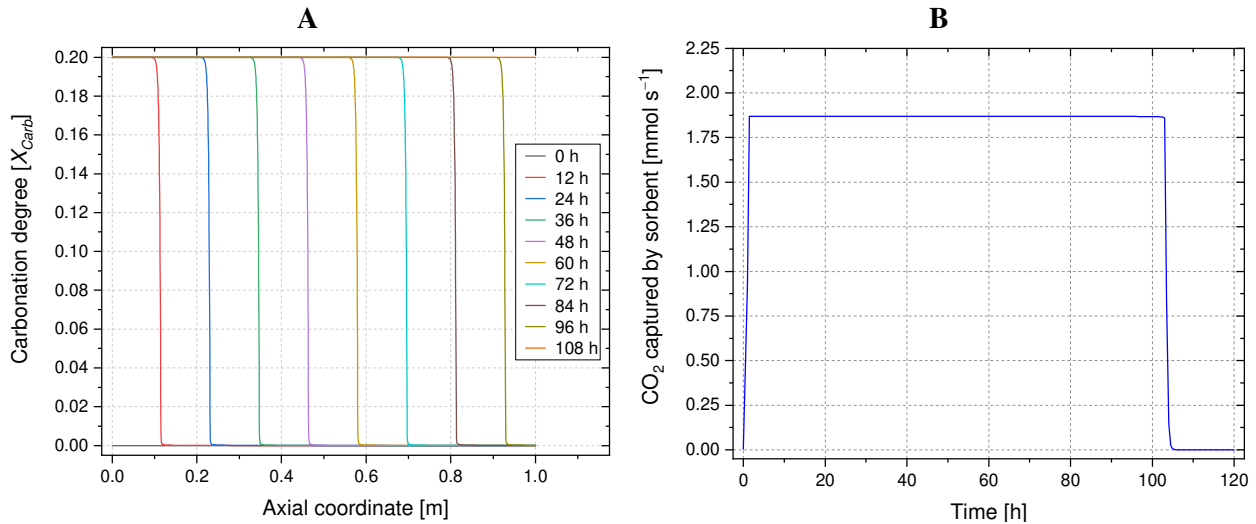 A
B
Carbonation degree [X_Carb]
0.20
0.18
0.16
0.14
0.12
0.10
0.08
0.06
0.04
0.02
0.00
0.0
0.2
0.4
0.6
0.8
1.0
Axial coordinate [m]
0 h
12 h
24 h
36 h
48 h
60 h
72 h
84 h
96 h
108 h
CO₂ captured by sorbent [mmol s⁻¹]
2.25
2.00
1.75
1.50
1.25
1.00
0.75
0.50
0.25
0.00
0
20
40
60
80
100
120
Time [h]